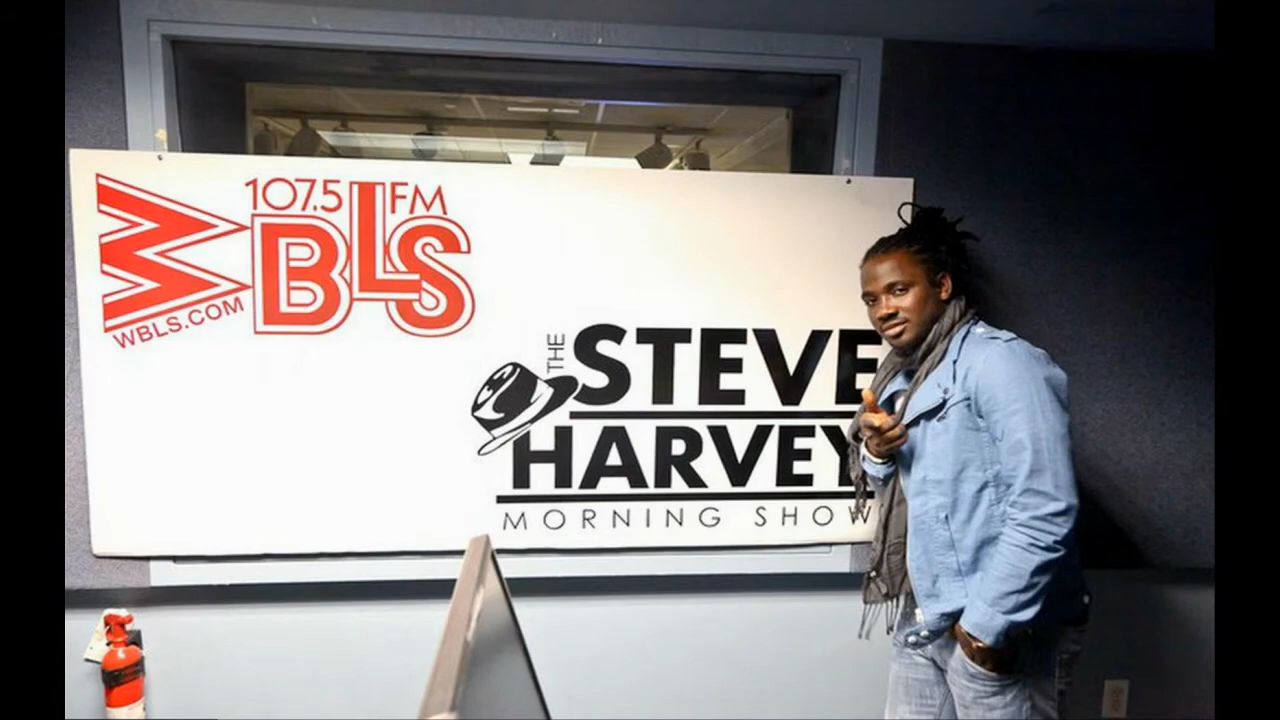 107.5 FM
WBLS
WBLS.COM
THE
STEVE
HARVEY
MORNING SHOW